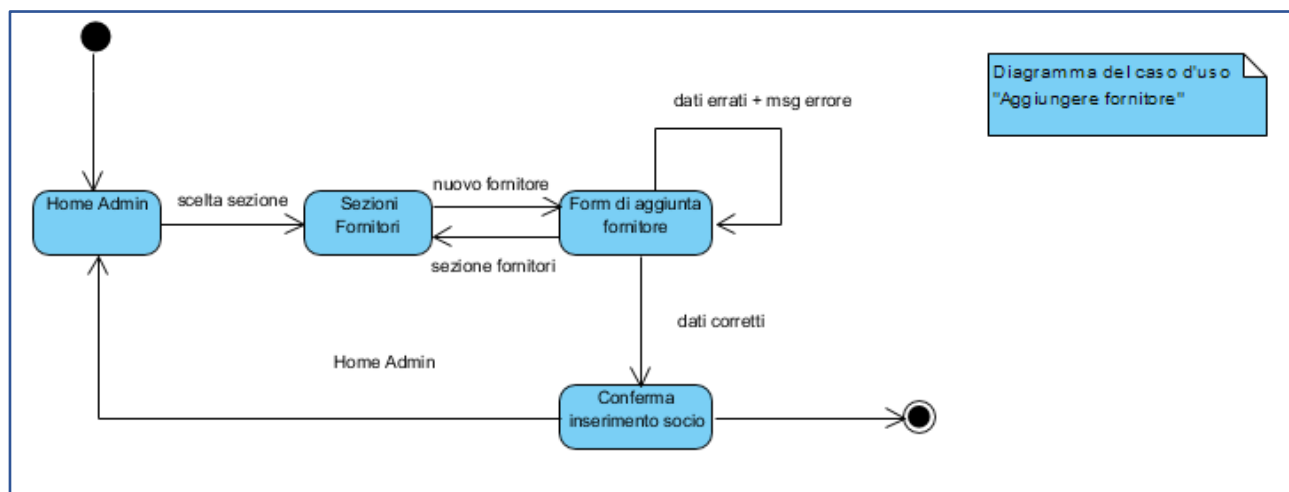 Diagramma del caso d'uso
"Aggiungere fornitore"
dati errati + msg errore
Home Admin
scelta sezione
Sezioni
Fornitori
nuovo fornitore
sezione fornitori
Form di aggiunta
fornitore
dati corretti
Home Admin
Conferma
inserimento socio